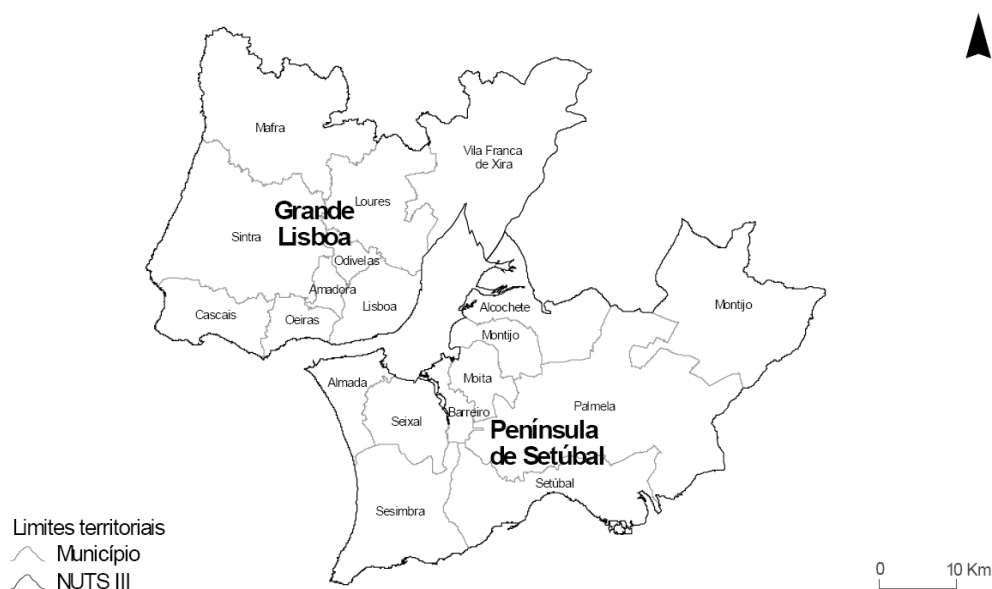 Mafra
Vila Franca
de Xira
Loures
Grande
Lisboa
Sintra
Odivelas
Amadora
Lisboa
Cascais
Oeiras
Alcochete
Montijo
Montijo
Moita
Almada
Barreiro
Palmela
Seixal
Península
de Setúbal
Setúbal
Sesimbra
Limites territoriais
Município
NUTS III
0 10 Km